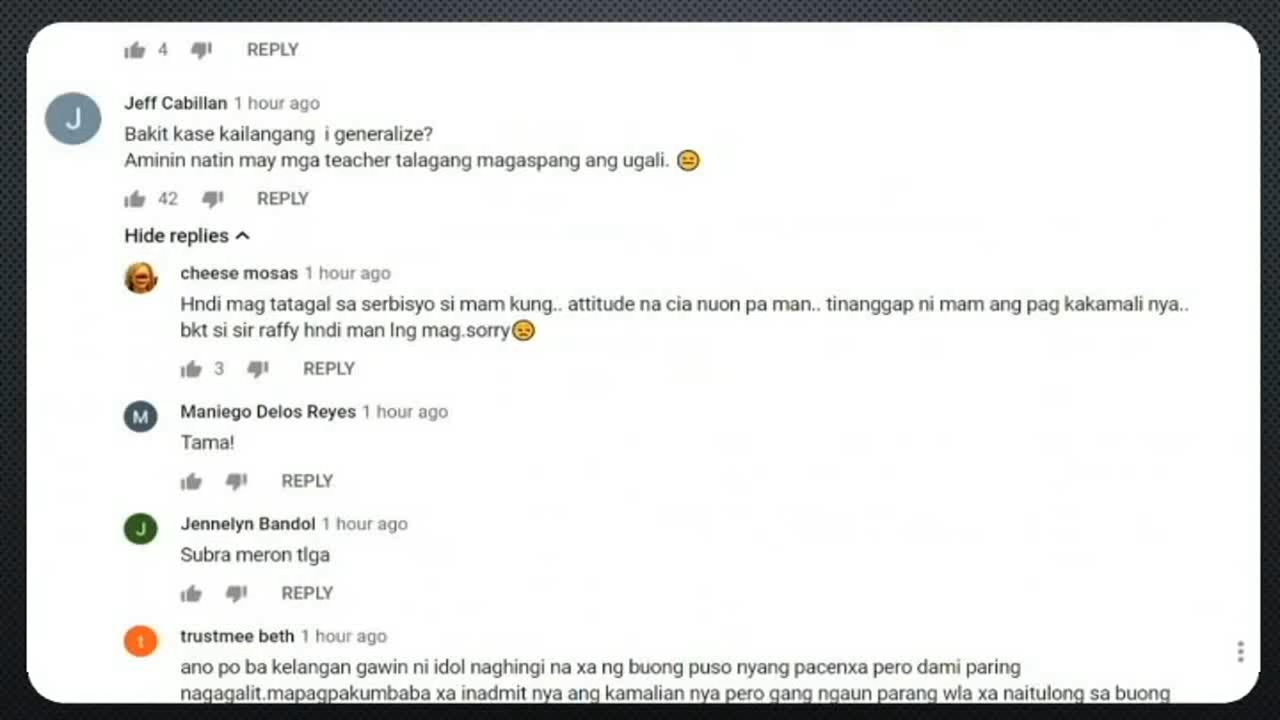 4 REPLY
Jeff Cabillan 1 hour ago
Bakit kase kailangang i generalize?
Aminin natin may mga teacher talagang magaspang ang ugali. 😑
42 REPLY
Hide replies
cheese mosas 1 hour ago
Hndi mag tatagal sa serbisyo si mam kung.. attitude na cia nuon pa man.. tinanggap ni mam ang pag kakamali nya..
bkt si sir raffy hndi man lng mag.sorry😞
3 REPLY
M
Maniego Delos Reyes 1 hour ago
Tama!
REPLY
J
Jennelyn Bandol 1 hour ago
Subra meron tlga
REPLY
t
trustmee beth 1 hour ago
ano po ba kelangan gawin ni idol naghingi na xa ng buong puso nyang pacenxa pero dami paring
nagagalit.mapagpakumbaba xa inadmit nya ang kamalian nya pero gang ngaun parang wla xa naitulong sa buong
J